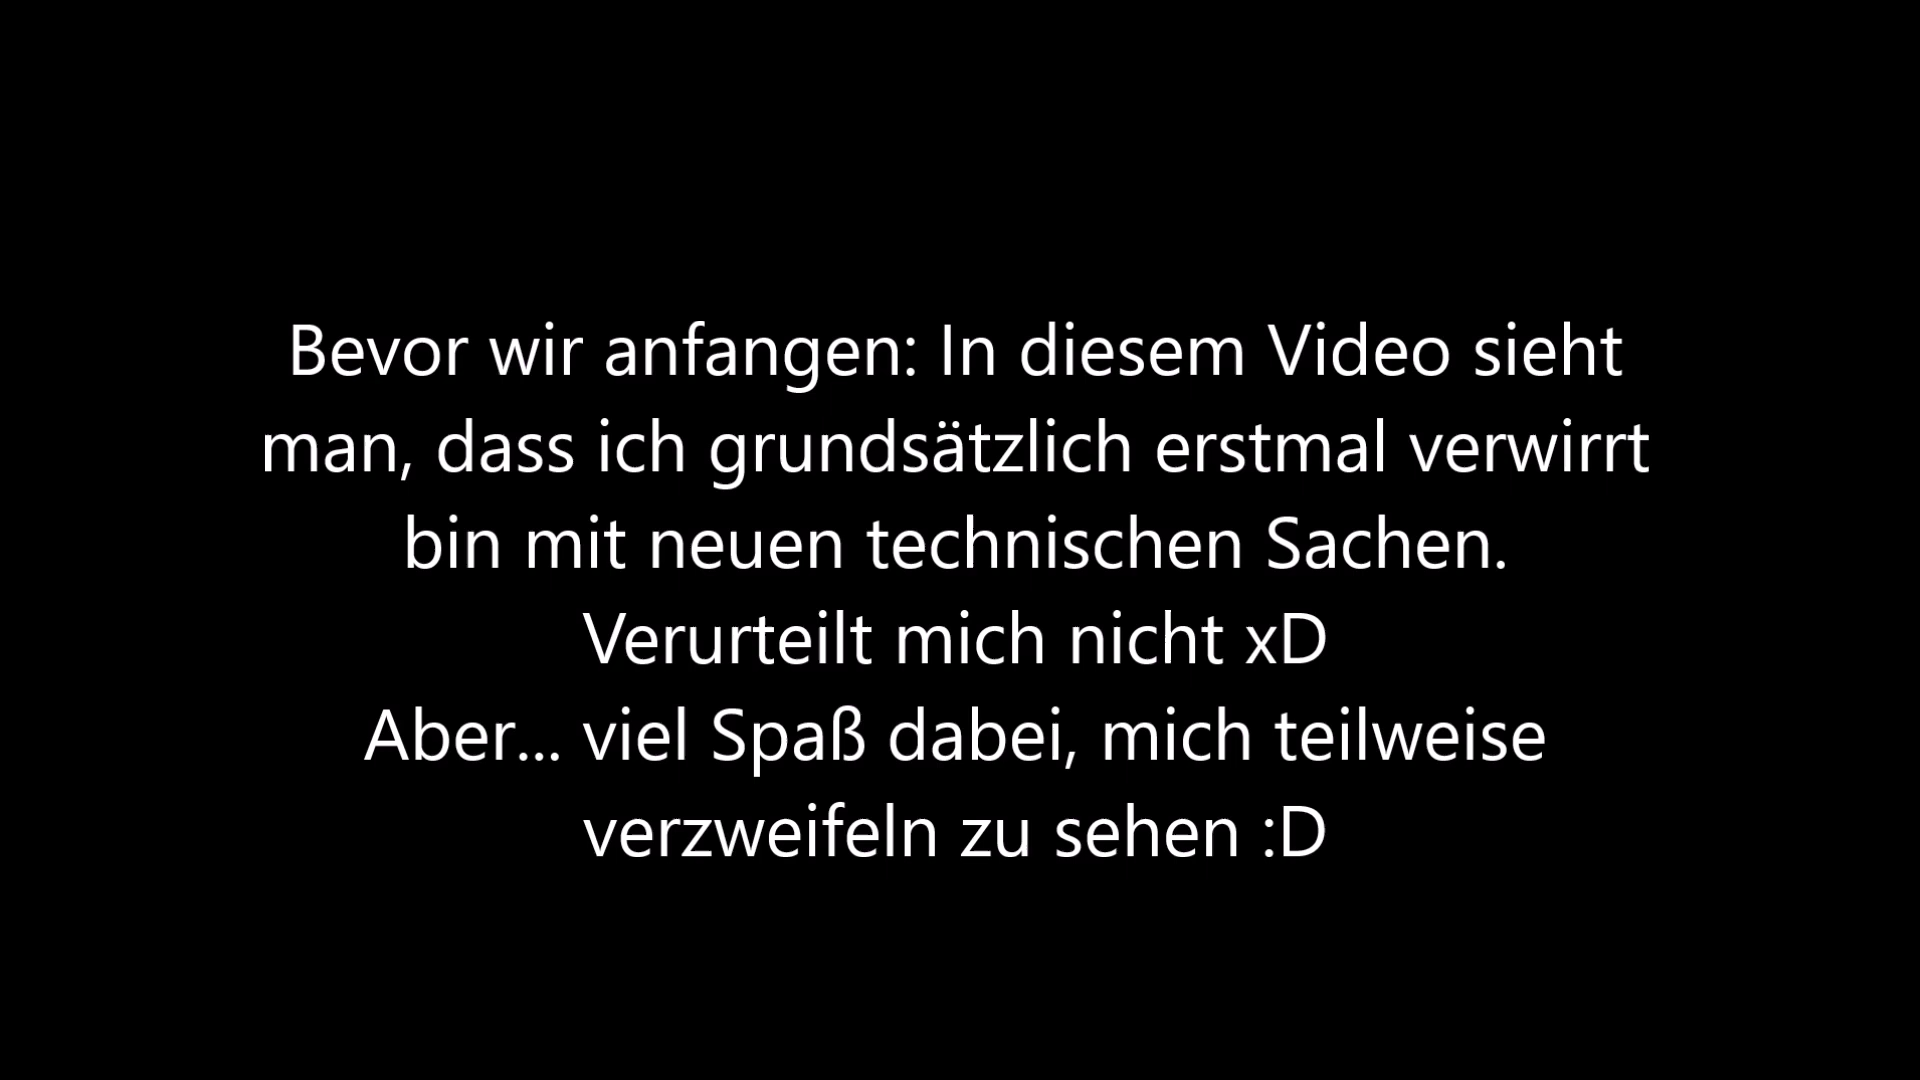 Bevor wir anfangen: In diesem Video sieht
man, dass ich grundsätzlich erstmal verwirrt
bin mit neuen technischen Sachen.
Verurteilt mich nicht xD
Aber... viel Spaß dabei, mich teilweise
verzweifeln zu sehen :D